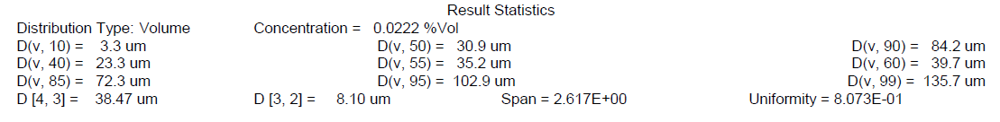 Result Statistics
Distribution Type: Volume Concentration = 0.0222 %Vol
D(v, 10) = 3.3 um D(v, 50) = 30.9 um D(v, 90) = 84.2 um
D(v, 40) = 23.3 um D(v, 55) = 35.2 um D(v, 60) = 39.7 um
D(v, 85) = 72.3 um D(v, 95) = 102.9 um D(v, 99) = 135.7 um
D [4, 3] = 38.47 um D [3, 2] = 8.10 um Span = 2.617E+00 Uniformity = 8.073E-01